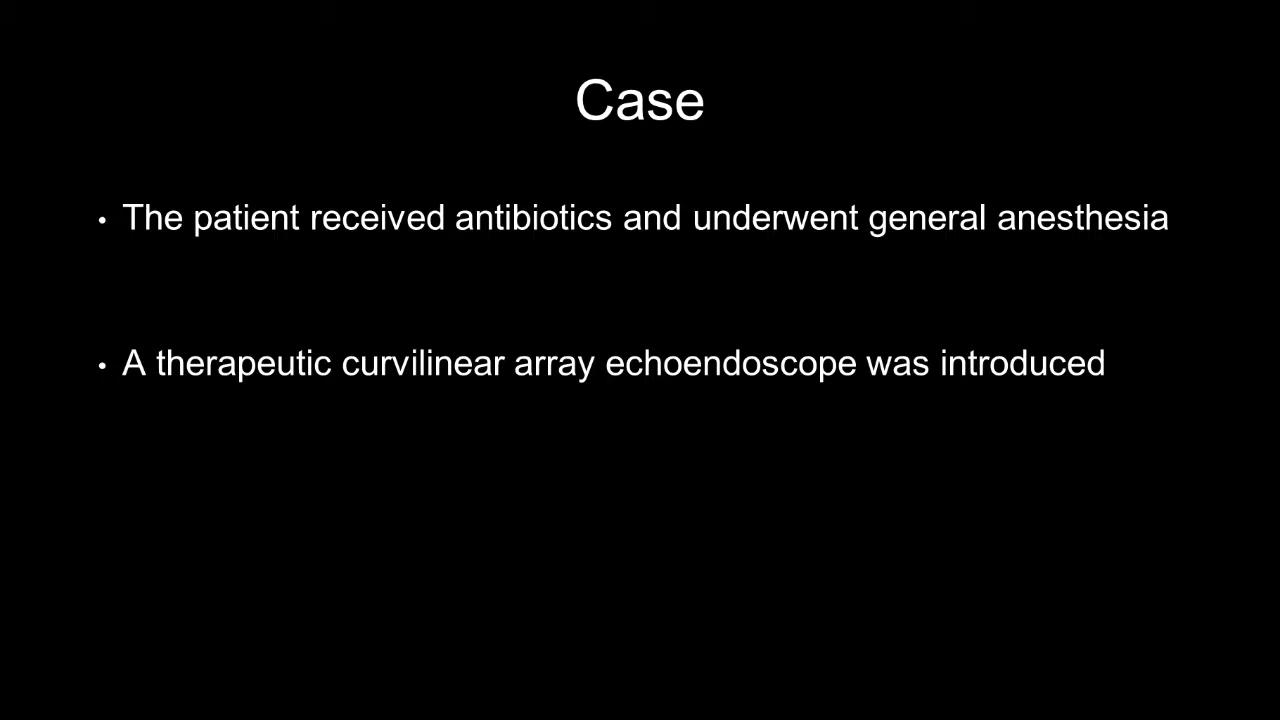 Case
• The patient received antibiotics and underwent general anesthesia
• A therapeutic curvilinear array echoendoscope was introduced